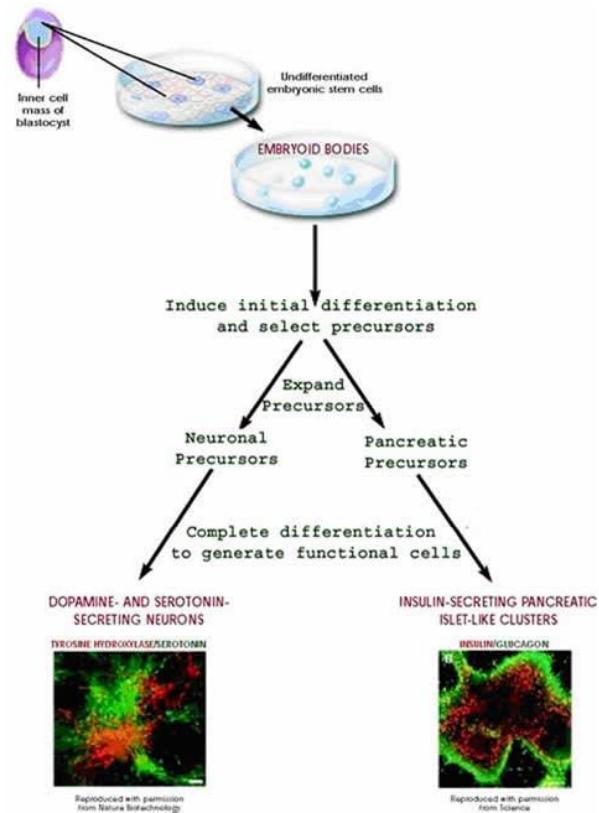 Inner cell
mass of
blastocyst
Undifferentiated
embryonic stem cells
EMBRYOID BODIES
Induce initial differentiation
and select precursors
Expand
Precursors
Neuronal
Precursors
Pancreatic
Precursors
Complete differentiation
to generate functional cells
DOPAMINE- AND SEROTONIN-
SECRETING NEURONS
INSULIN-SECRETING PANCREATIC
ISLET-LIKE CLUSTERS
TYROSINE HYDROXYLASE/SEROTONIN
INSULIN/GLUCAGON
Reproduced with permission
from Nature Biotechnology
Reproduced with permission
from Science